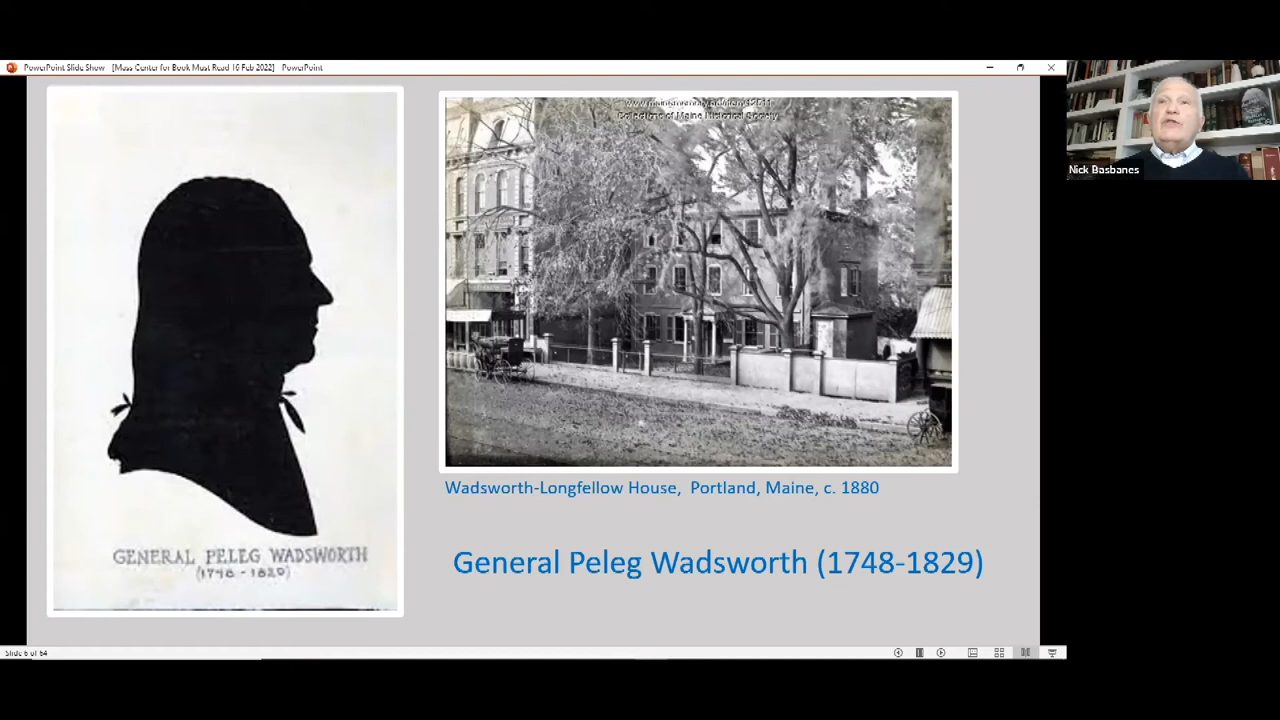 PowerPoint Slide Show - [Mass Center for Book Must Read 16 Feb 2022] - PowerPoint
Collections of Maine Historical Society
Nick Basbanes
GENERAL PELEG WADSWORTH
(1748 - 1829)
Wadsworth-Longfellow House, Portland, Maine, c. 1880
General Peleg Wadsworth (1748-1829)
Slide 6 of 64